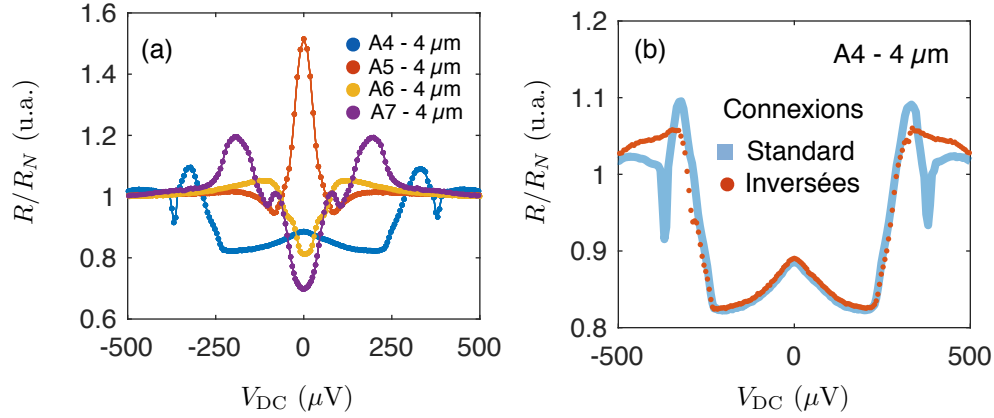 (a)
A4 - 4 μm
A5 - 4 μm
A6 - 4 μm
A7 - 4 μm
1.6
1.4
1.2
1
0.8
0.6
R/R_N (u.a.)
-500
-250
0
250
500
V_DC (μV)
(b)
A4 - 4 μm
Connexions
Standard
Inversées
1.2
1.1
1
0.9
0.8
R/R_N (u.a.)
-500
0
500
V_DC (μV)